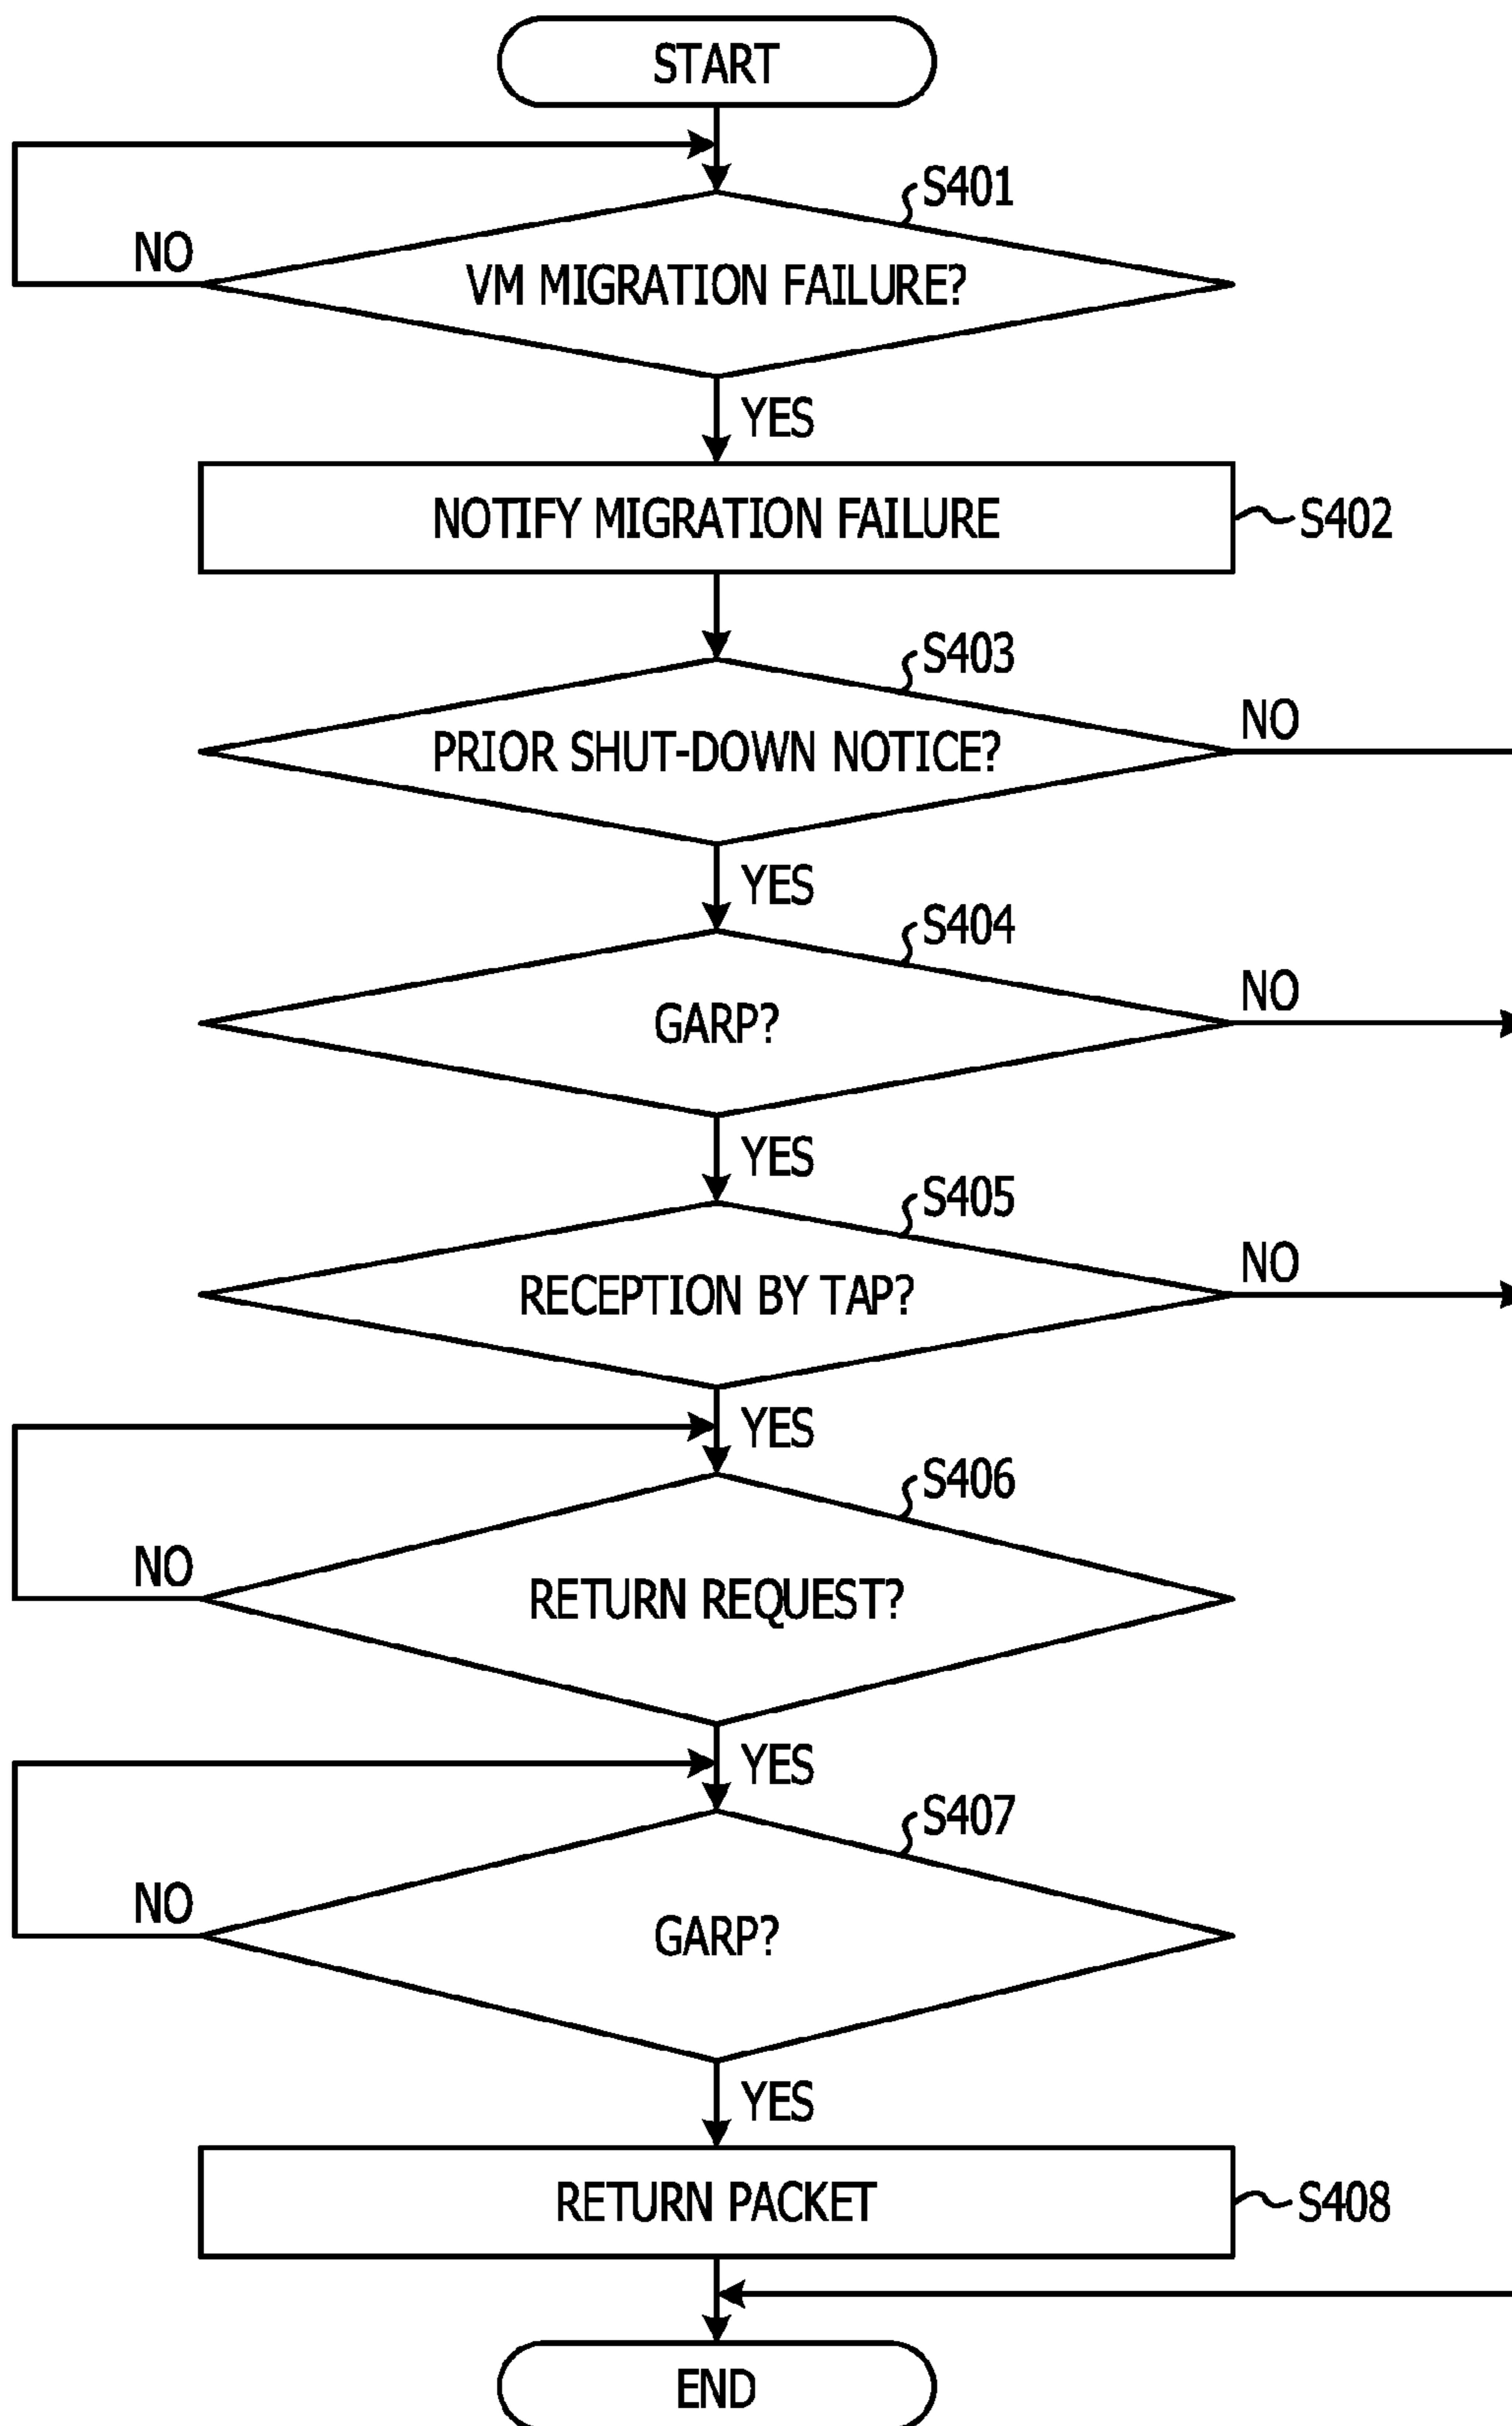 START
S401
NO
VM MIGRATION FAILURE?
YES
NOTIFY MIGRATION FAILURE
S402
S403
NO
PRIOR SHUT-DOWN NOTICE?
YES
S404
NO
GARP?
YES
S405
NO
RECEPTION BY TAP?
YES
S406
NO
RETURN REQUEST?
YES
S407
NO
GARP?
YES
RETURN PACKET
S408
END